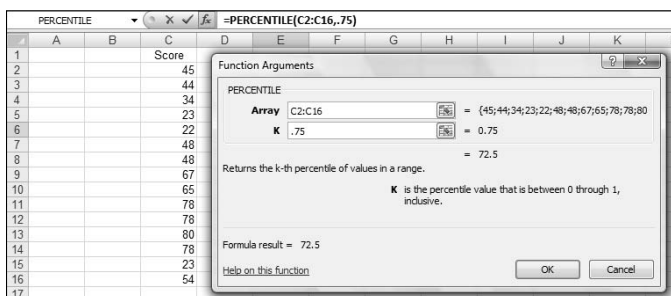 PERCENTILE =PERCENTILE(C2:C16,.75)
A B C D E F G H I J K
1 Score
2 45
3 44
4 34
5 23
6 22
7 48
8 48
9 67
10 65
11 78
12 78
13 80
14 78
15 23
16 54
17
Function Arguments
PERCENTILE
Array C2:C16 = {45;44;34;23;22;48;48;67;65;78;78;80
K .75 = 0.75
= 72.5
Returns the k-th percentile of values in a range.
K is the percentile value that is between 0 through 1,
inclusive.
Formula result = 72.5
Help on this function OK Cancel